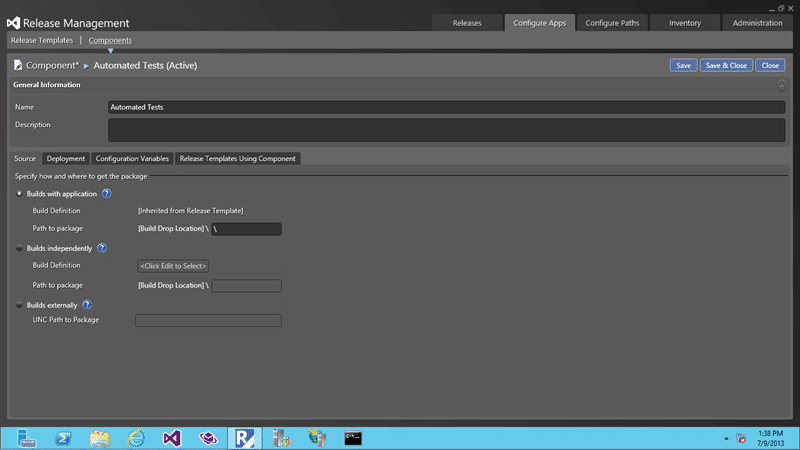 Release Management
Releases
Configure Apps
Configure Paths
Inventory
Administration
Release Templates | Components
Component* ▸ Automated Tests (Active)
Save
Save & Close
Close
General Information
Name
Automated Tests
Description
Source
Deployment
Configuration Variables
Release Templates Using Component
Specify how and where to get the package
Builds with application ?
Build Definition
[Inherited from Release Template]
Path to package
[Build Drop Location] \
\
Builds independently ?
Build Definition
<Click Edit to Select>
Path to package
[Build Drop Location] \
Builds externally ?
UNC Path to Package
1:38 PM
7/9/2013